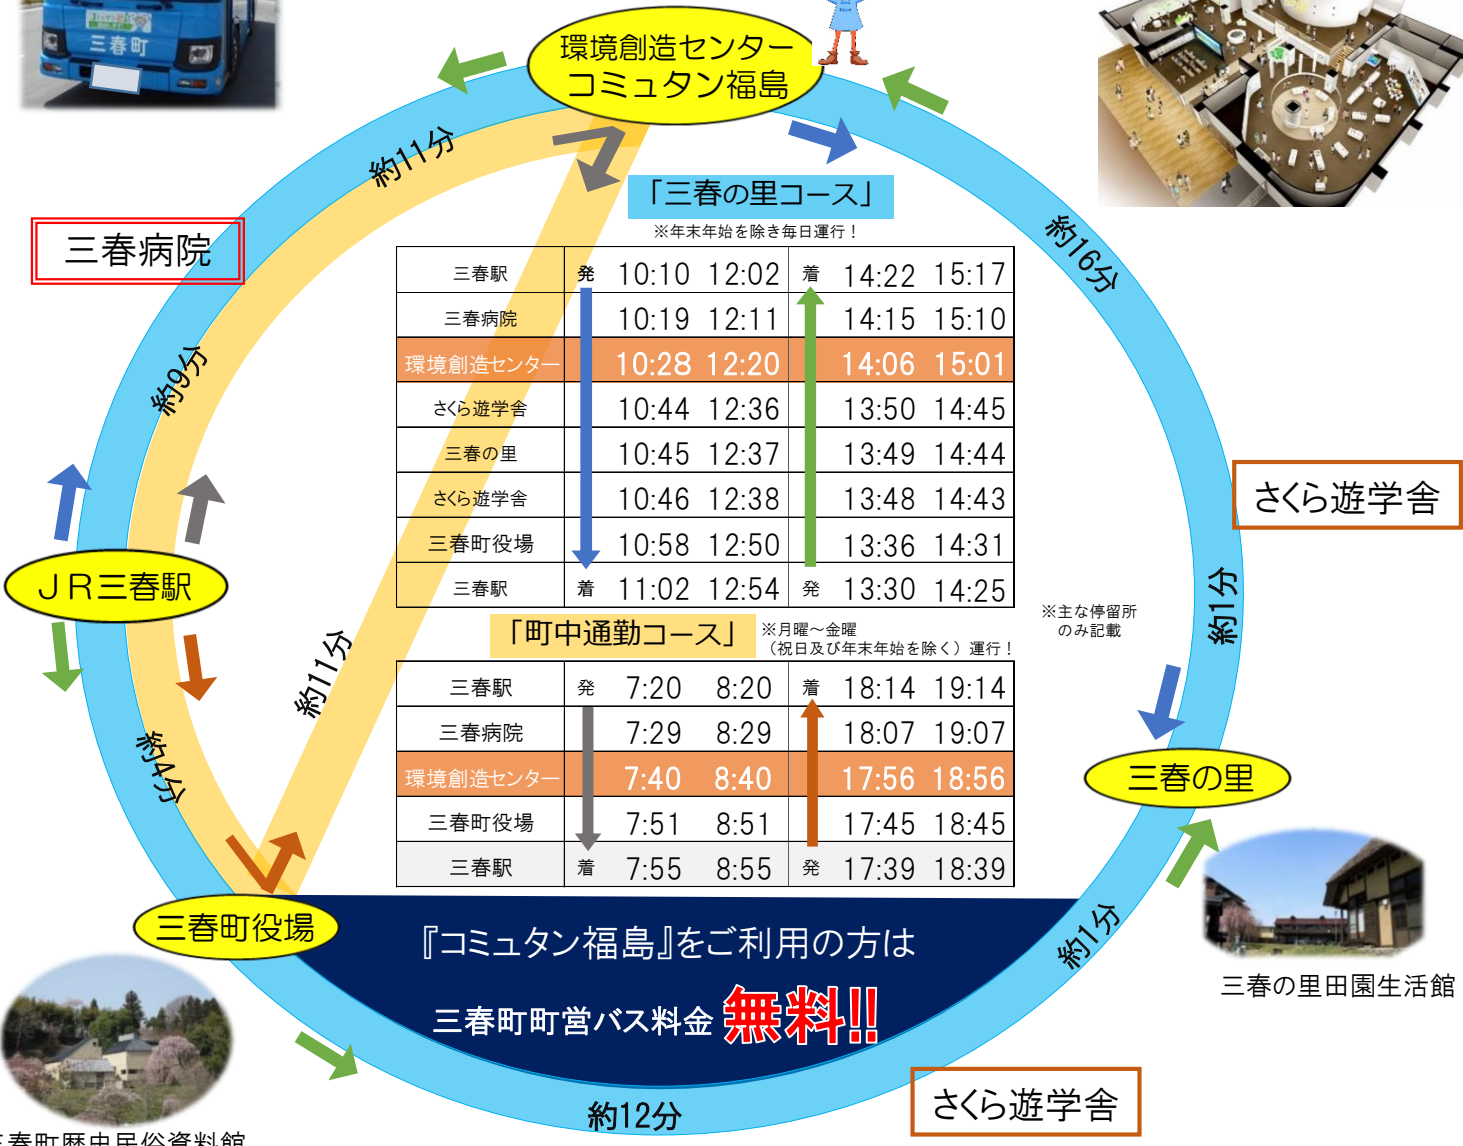 三春町
環境創造センター
コミュタン福島
約11分
「三春の里コース」
※年末年始を除き毎日運行！
三春病院
約16分
三春駅 発 10:10 12:02 着 14:22 15:17
三春病院 10:19 12:11 14:15 15:10
環境創造センター 10:28 12:20 14:06 15:01
さくら遊学舎 10:44 12:36 13:50 14:45
三春の里 10:45 12:37 13:49 14:44
さくら遊学舎 10:46 12:38 13:48 14:43
三春町役場 10:58 12:50 13:36 14:31
三春駅 着 11:02 12:54 発 13:30 14:25
約9分
さくら遊学舎
ＪＲ三春駅
※主な停留所
のみ記載
約1分
「町中通勤コース」
※月曜～金曜
（祝日及び年末年始を除く）運行！
約11分
三春駅 発 7:20 8:20 着 18:14 19:14
三春病院 7:29 8:29 18:07 19:07
環境創造センター 7:40 8:40 17:56 18:56
三春町役場 7:51 8:51 17:45 18:45
三春駅 着 7:55 8:55 発 17:39 18:39
約4分
三春の里
三春町役場
『コミュタン福島』をご利用の方は
三春町町営バス料金 無料!!
約1分
三春の里田園生活館
さくら遊学舎
約12分
三春町歴史民俗資料館